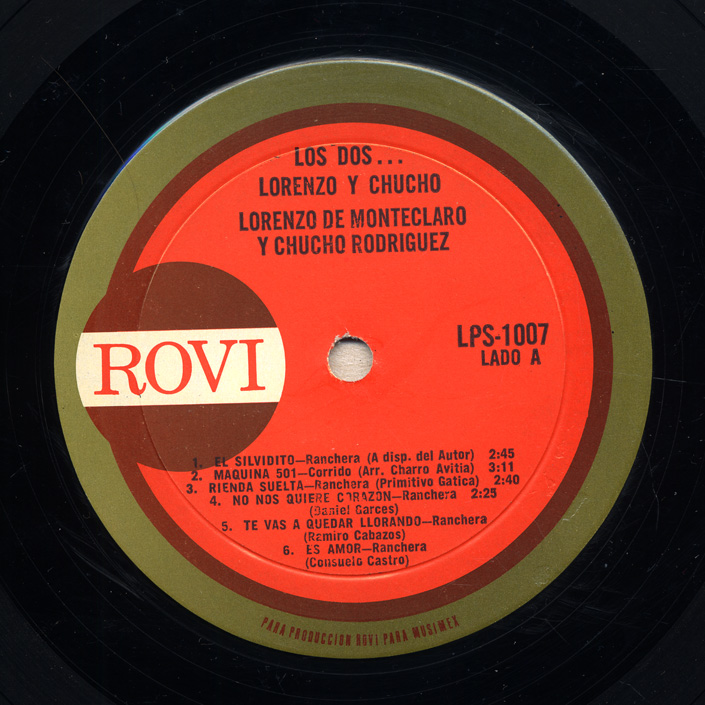 LOS DOS...
LORENZO Y CHUCHO
LORENZO DE MONTECLARO
Y CHUCHO RODRIGUEZ
ROVI
LPS-1007
LADO A
1. EL SILVIDITO—Ranchera (A disp. del Autor) 2:45
2. MAQUINA 501—Corrido (Arr. Charro Avitia) 3:11
3. RIENDA SUELTA—Ranchera (Primitivo Gatica) 2:40
4. NO NOS QUIERE CORAZON—Ranchera 2:25
(Daniel Garces)
5. TE VAS A QUEDAR LLORANDO—Ranchera
(Ramiro Cabazos)
6. ES AMOR—Ranchera
(Consuelo Castro)
PARA PRODUCCION ROVI PARA MUSIMEX